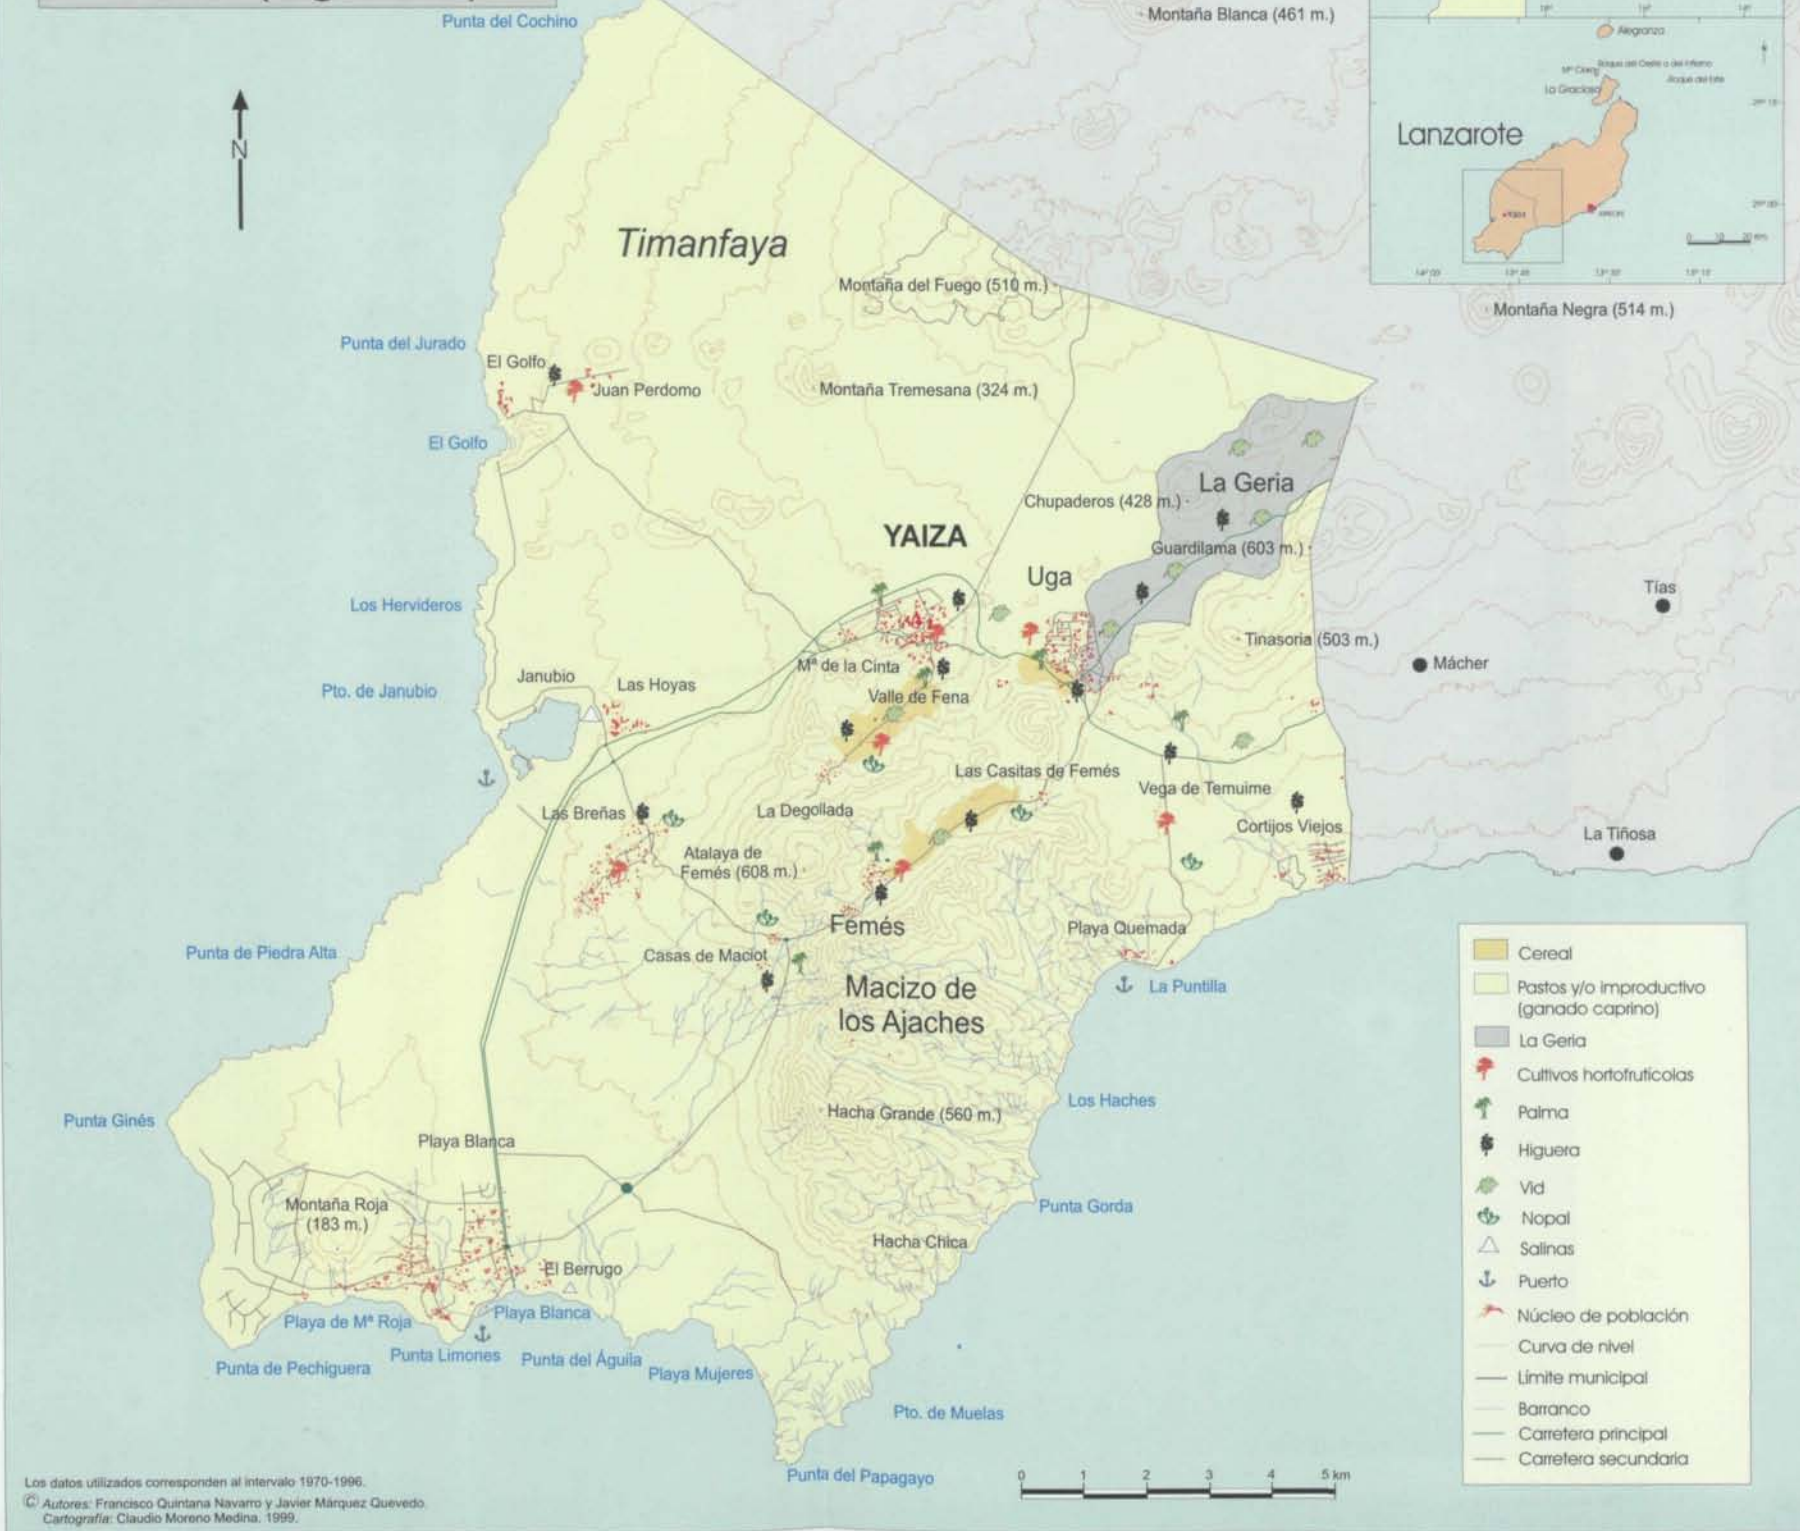 Punta del Cochino
Montaña Blanca (461 m.)
Alegranza
La Graciosa
Lanzarote
N
Timanfaya
Montaña del Fuego (510 m.)
Montaña Negra (514 m.)
Punta del Jurado
El Golfo
Juan Perdomo
Montaña Tremesana (324 m.)
El Golfo
La Geria
Chupaderos (428 m.)
YAIZA
Guardilama (603 m.)
Uga
Tías
Los Hervideros
Tinasoria (503 m.)
Mácher
Mª de la Cinta
Janubio
Las Hoyas
Pto. de Janubio
Valle de Fena
Las Casitas de Femés
Vega de Temuime
Las Breñas
La Degollada
Cortijos Viejos
La Tiñosa
Atalaya de
Femés (608 m.)
Femés
Playa Quemada
Punta de Piedra Alta
Casas de Maciot
La Puntilla
Macizo de
los Ajaches
Los Haches
Hacha Grande (560 m.)
Punta Ginés
Playa Blanca
Montaña Roja
(183 m.)
Punta Gorda
Hacha Chica
El Berrugo
Playa Blanca
Playa de Mª Roja
Punta Limones
Punta del Águila
Punta de Pechiguera
Playa Mujeres
Pto. de Muelas
Punta del Papagayo
Cereal
Pastos y/o improductivo
(ganado caprino)
La Geria
Cultivos hortofrutícolas
Palma
Higuera
Vid
Nopal
Salinas
Puerto
Núcleo de población
Curva de nivel
Límite municipal
Barranco
Carretera principal
Carretera secundaria
0 1 2 3 4 5 km
Los datos utilizados corresponden al intervalo 1970-1996.
© Autores: Francisco Quintana Navarro y Javier Márquez Quevedo.
Cartografía: Claudio Moreno Medina. 1999.